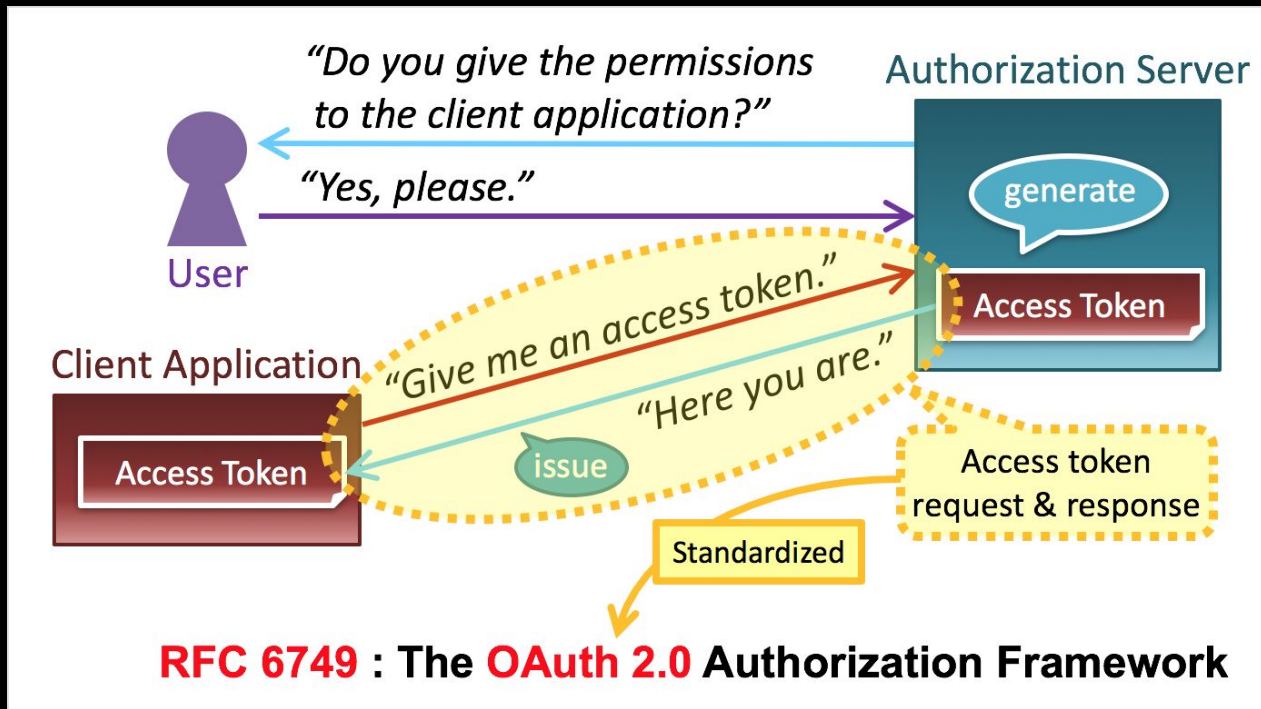 “Do you give the permissions
to the client application?”
Authorization Server
“Yes, please.”
generate
User
“Give me an access token.”
Access Token
Client Application
“Here you are.”
Access Token
issue
Access token
request & response
Standardized
RFC 6749 : The OAuth 2.0 Authorization Framework